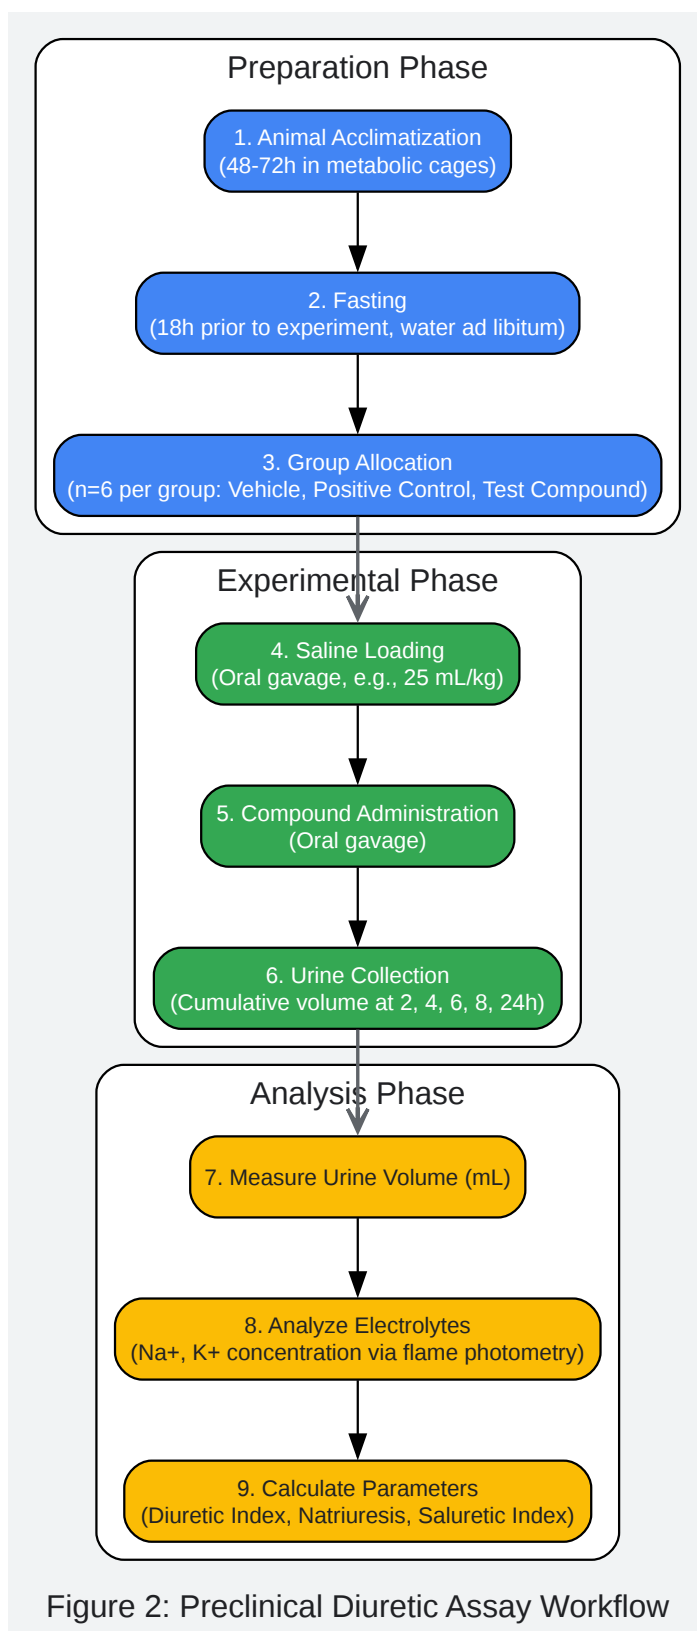 Preparation Phase
1. Animal Acclimatization
(48-72h in metabolic cages)
2. Fasting
(18h prior to experiment, water ad libitum)
3. Group Allocation
(n=6 per group: Vehicle, Positive Control, Test Compound)
Experimental Phase
4. Saline Loading
(Oral gavage, e.g., 25 mL/kg)
5. Compound Administration
(Oral gavage)
6. Urine Collection
(Cumulative volume at 2, 4, 6, 8, 24h)
Analysis Phase
7. Measure Urine Volume (mL)
8. Analyze Electrolytes
(Na+, K+ concentration via flame photometry)
9. Calculate Parameters
(Diuretic Index, Natriuresis, Saluretic Index)
Figure 2: Preclinical Diuretic Assay Workflow